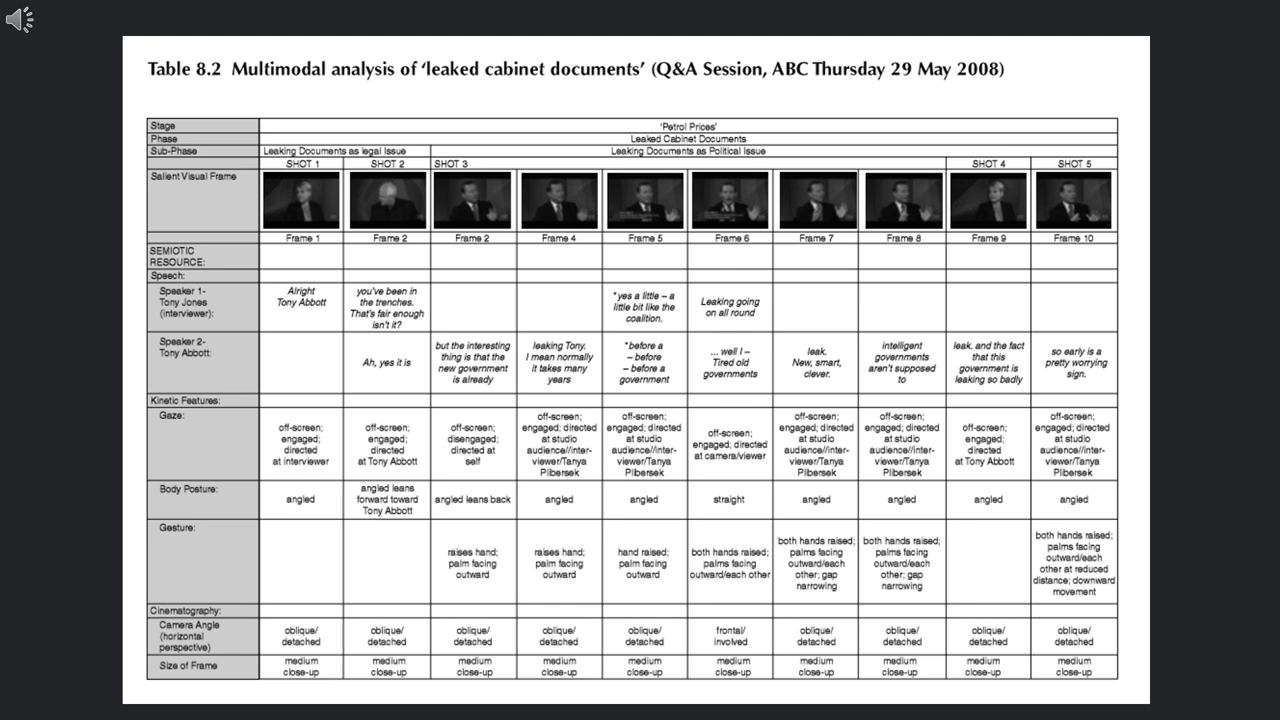 Table 8.2 Multimodal analysis of ‘leaked cabinet documents’ (Q&A Session, ABC Thursday 29 May 2008)
Stage ‘Petrol Prices’
Phase Leaked Cabinet Documents
Sub-Phase Leaking Documents as legal Issue Leaking Documents as Political Issue
SHOT 1 SHOT 2 SHOT 3 SHOT 4 SHOT 5
Salient Visual Frame
Frame 1 Frame 2 Frame 2 Frame 4 Frame 5 Frame 6 Frame 7 Frame 8 Frame 9 Frame 10
SEMIOTIC
RESOURCE:
Speech:
Speaker 1-
Tony Jones
(interviewer):
Alright
Tony Abbott
you’ve been in
the trenches.
That’s fair enough
isn’t it?
*yes a little – a
little bit like the
coalition.
Leaking going
on all round
Speaker 2-
Tony Abbott:
Ah, yes it is
but the interesting
thing is that the
new government
is already
leaking Tony.
I mean normally
it takes many
years
*before a
– before
– before a
government
... well I –
Tired old
governments
leak.
New, smart,
clever.
intelligent
governments
aren’t supposed
to
leak. and the fact
that this
government is
leaking so badly
so early is a
pretty worrying
sign.
Kinetic Features:
Gaze:
off-screen;
engaged;
directed
at interviewer
off-screen;
engaged;
directed
at Tony Abbott
off-screen;
disengaged;
directed at
self
off-screen;
engaged; directed
at studio
audience//inter-
viewer/Tanya
Plibersek
off-screen;
engaged; directed
at studio
audience//inter-
viewer/Tanya
Plibersek
off-screen;
engaged; directed
at camera/viewer
off-screen;
engaged; directed
at studio
audience//inter-
viewer/Tanya
Plibersek
off-screen;
engaged; directed
at studio
audience//inter-
viewer/Tanya
Plibersek
off-screen;
engaged;
directed
at Tony Abbott
off-screen;
engaged; directed
at studio
audience//inter-
viewer/Tanya
Plibersek
Body Posture:
angled
angled leans
forward toward
Tony Abbott
angled leans back
angled
angled
straight
angled
angled
angled
angled
Gesture:
raises hand;
palm facing
outward
raises hand;
palm facing
outward
hand raised;
palm facing
outward
both hands raised;
palms facing
outward/each other
both hands raised;
palms facing
outward/each
other; gap
narrowing
both hands raised;
palms facing
outward/each
other; gap
narrowing
both hands raised;
palms facing
outward/each
other at reduced
distance; downward
movement
Cinematography:
Camera Angle
(horizontal
perspective)
oblique/
detached
oblique/
detached
oblique/
detached
oblique/
detached
oblique/
detached
frontal/
involved
oblique/
detached
oblique/
detached
oblique/
detached
oblique/
detached
Size of Frame
medium
close-up
medium
close-up
medium
close-up
medium
close-up
medium
close-up
medium
close-up
medium
close-up
medium
close-up
medium
close-up
medium
close-up